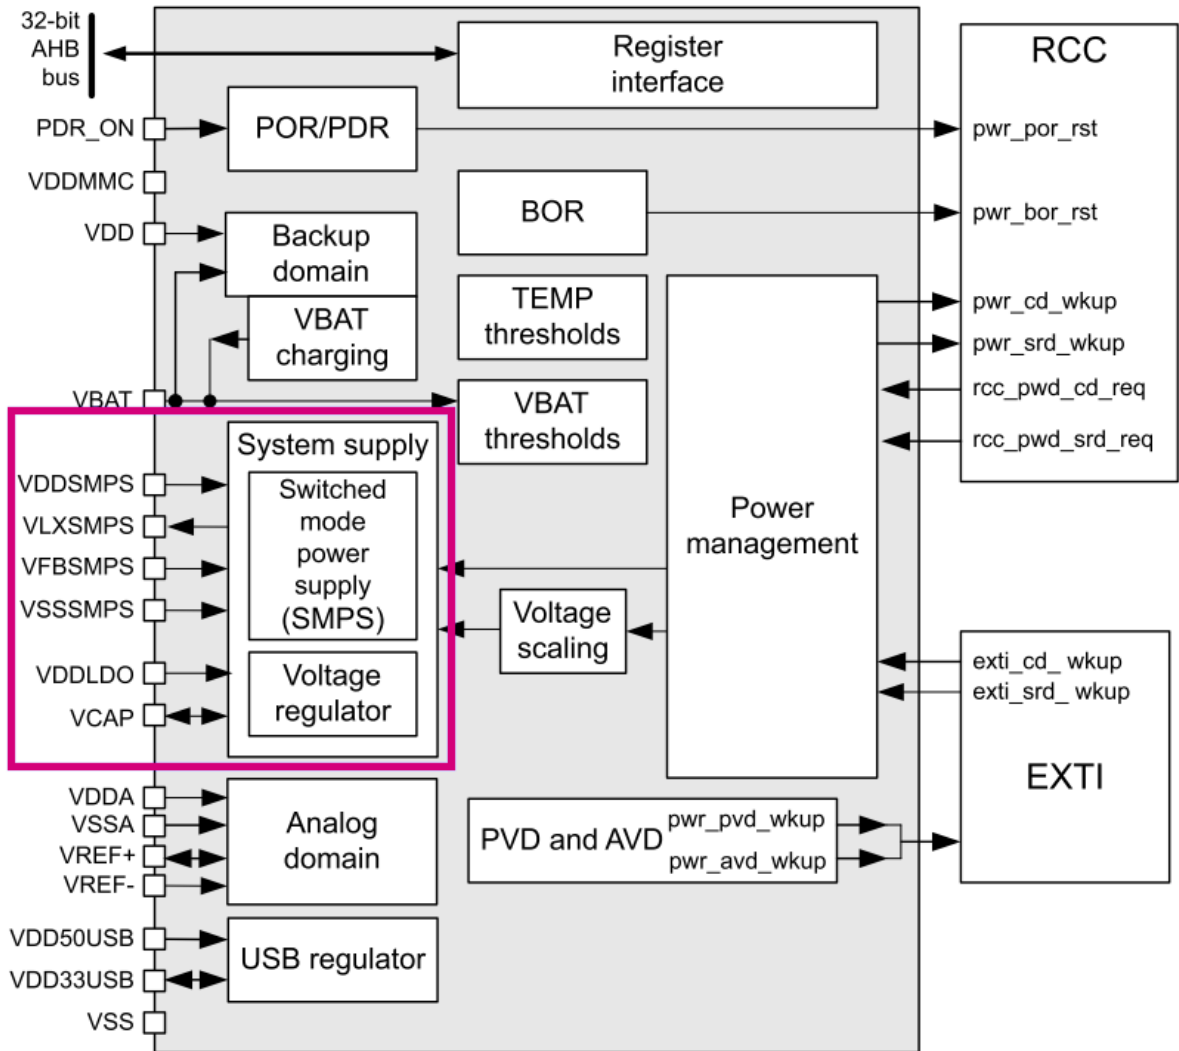 32-bit
AHB
bus
Register
interface
RCC
PDR_ON
POR/PDR
pwr_por_rst
VDDMMC
BOR
pwr_bor_rst
VDD
Backup
domain
TEMP
thresholds
pwr_cd_wkup
VBAT
charging
pwr_srd_wkup
rcc_pwd_cd_req
VBAT
VBAT
thresholds
rcc_pwd_srd_req
System supply
VDDSMPS
VLXSMPS
VFBSMPS
VSSSMPS
Switched
mode
power
supply
(SMPS)
Power
management
Voltage
scaling
VDDLDO
VCAP
Voltage
regulator
exti_cd_ wkup
exti_srd_ wkup
EXTI
VDDA
VSSA
VREF+
VREF-
Analog
domain
PVD and AVD
pwr_pvd_wkup
pwr_avd_wkup
VDD50USB
VDD33USB
USB regulator
VSS